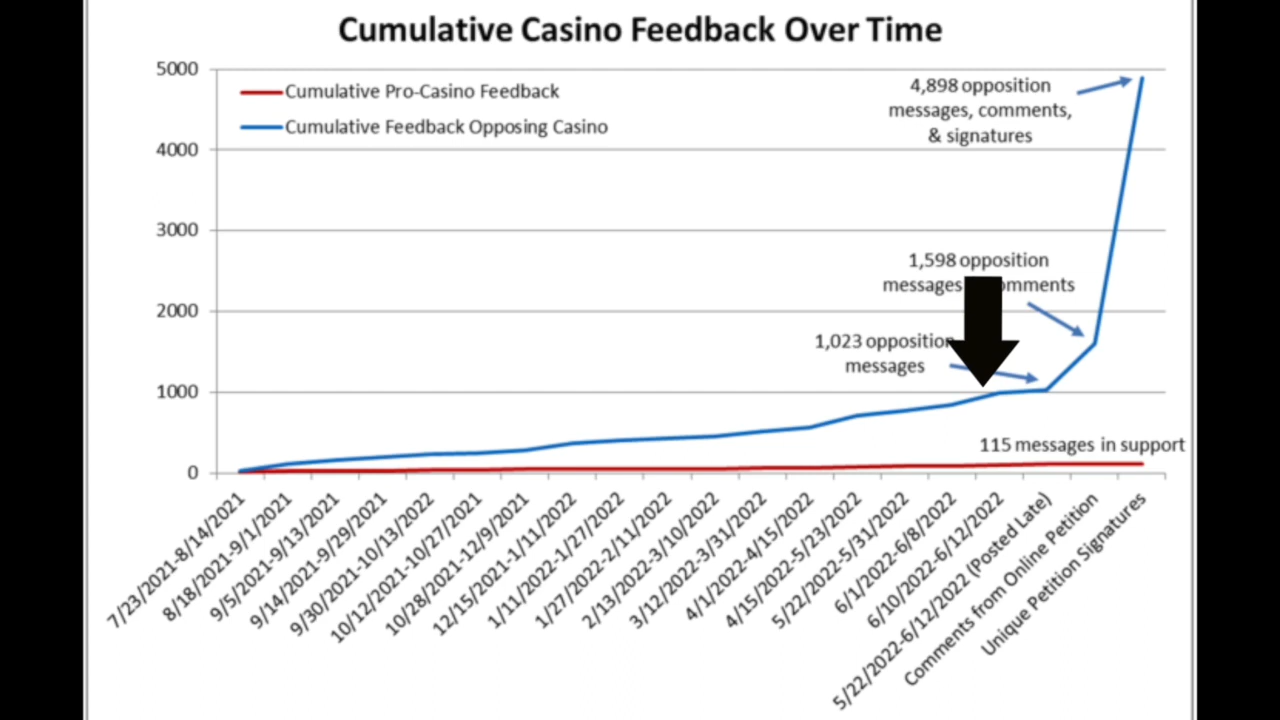 Cumulative Casino Feedback Over Time
5000
4000
3000
2000
1000
0
Cumulative Pro-Casino Feedback
Cumulative Feedback Opposing Casino
4,898 opposition
messages, comments,
& signatures
1,598 opposition
messages
1,023 opposition
messages
115 messages in support
7/23/2021-8/14/2021
8/18/2021-9/1/2021
9/5/2021-9/13/2021
9/14/2021-9/29/2021
9/30/2021-10/13/2022
10/12/2021-10/27/2021
10/28/2021-12/9/2021
12/15/2021-1/11/2022
1/11/2022-1/27/2022
1/27/2022-2/11/2022
2/13/2022-3/10/2022
3/12/2022-3/31/2022
4/1/2022-4/15/2022
4/15/2022-5/23/2022
5/22/2022-5/31/2022
6/1/2022-6/8/2022
6/10/2022-6/12/2022
5/22/2022-6/12/2022 (Posted Late)
Comments from Online Petition
Unique Petition Signatures